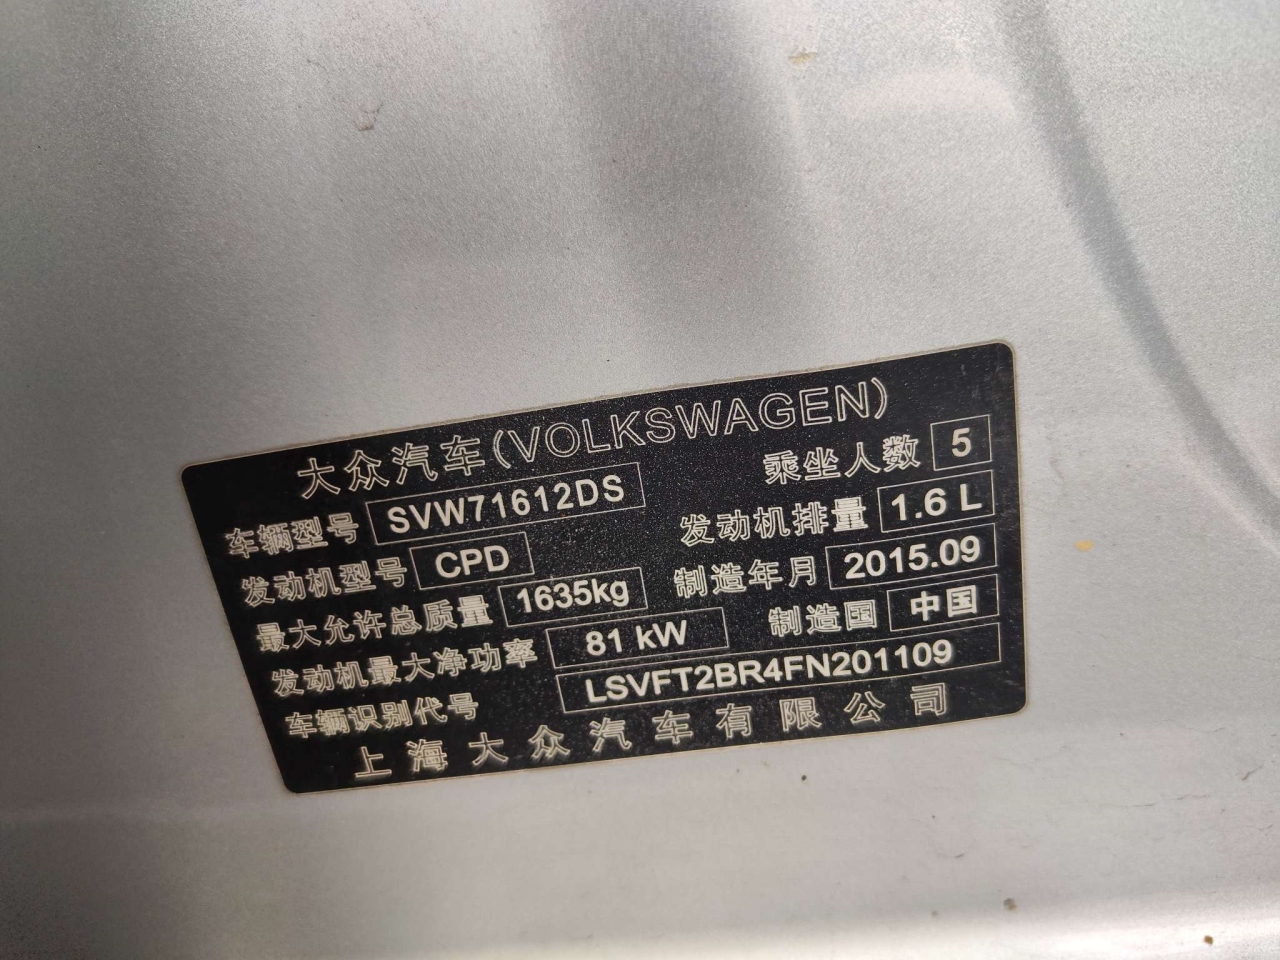 大众汽车(VOLKSWAGEN)
车辆型号 SVW71612DS 乘坐人数 5
发动机型号 CPD 发动机排量 1.6 L
最大允许总质量 1635kg 制造年月 2015.09
发动机最大净功率 81 kW 制造国 中国
车辆识别代号 LSVFT2BR4FN201109
上海大众汽车有限公司